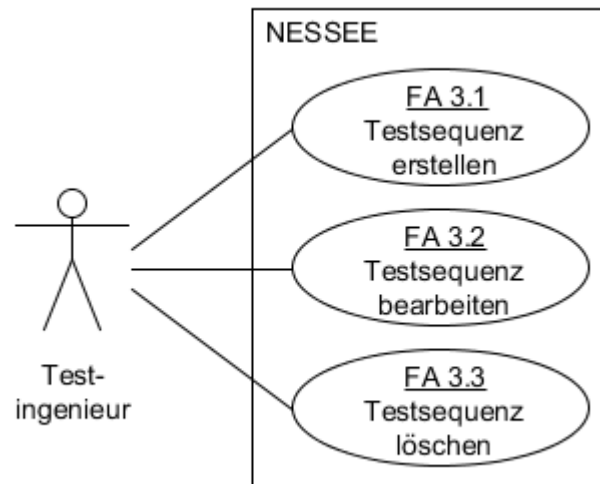 NESSEE
FA 3.1
Testsequenz
erstellen
FA 3.2
Testsequenz
bearbeiten
FA 3.3
Testsequenz
löschen
Test-
ingenieur